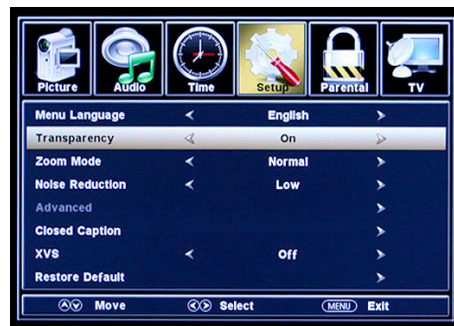 Picture Audio Time Setup Parental TV
Menu Language English
Transparency On
Zoom Mode Normal
Noise Reduction Low
Advanced
Closed Caption
XVS Off
Restore Default
Move Select MENU Exit